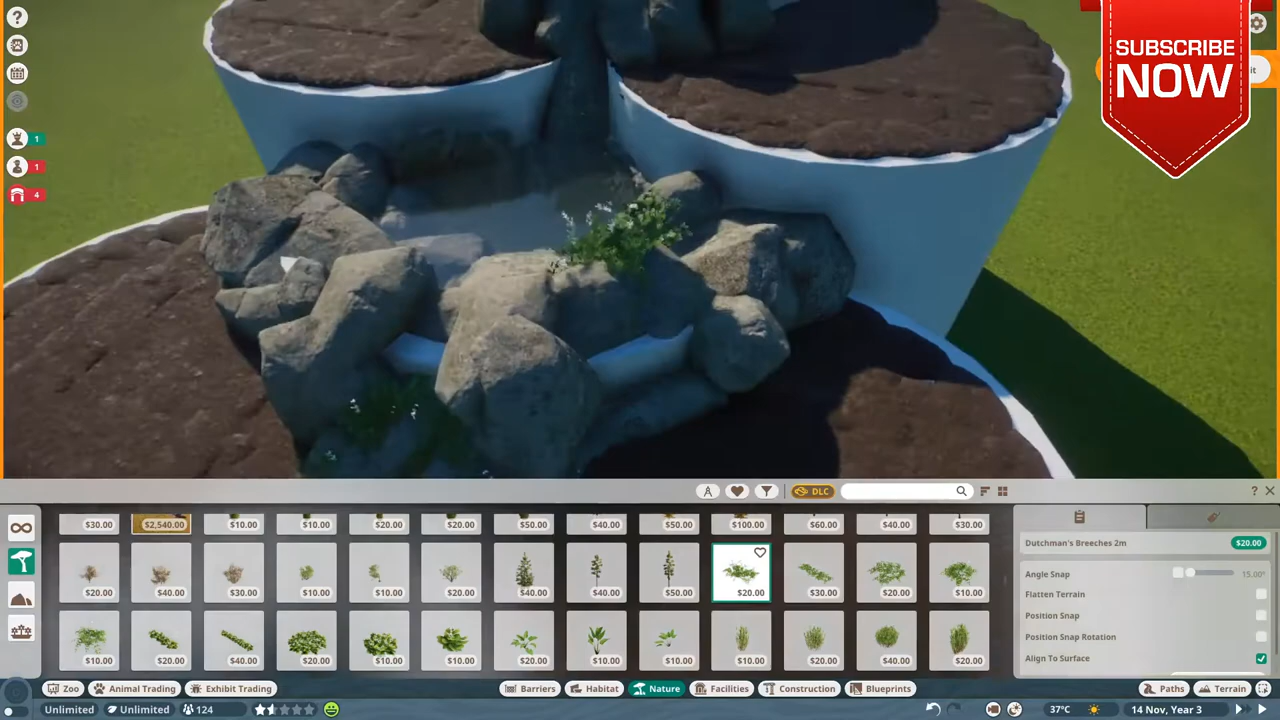 ?
SUBSCRIBE
NOW
it
1
1
4
DLC
?
$30.00 $2,540.00 $10.00 $10.00 $20.00 $20.00 $50.00 $40.00 $50.00 $100.00 $60.00 $40.00 $30.00
Dutchman's Breeches 2m $20.00
$20.00 $40.00 $30.00 $10.00 $10.00 $20.00 $40.00 $40.00 $50.00 $20.00 $30.00 $20.00 $10.00
Angle Snap 15.00°
Flatten Terrain
Position Snap
Position Snap Rotation
$10.00 $20.00 $40.00 $20.00 $10.00 $10.00 $20.00 $10.00 $10.00 $10.00 $20.00 $40.00 $20.00
Align To Surface
Zoo Animal Trading Exhibit Trading Barriers Habitat Nature Facilities Construction Blueprints Paths Terrain
Unlimited Unlimited 124 37°C 14 Nov, Year 3